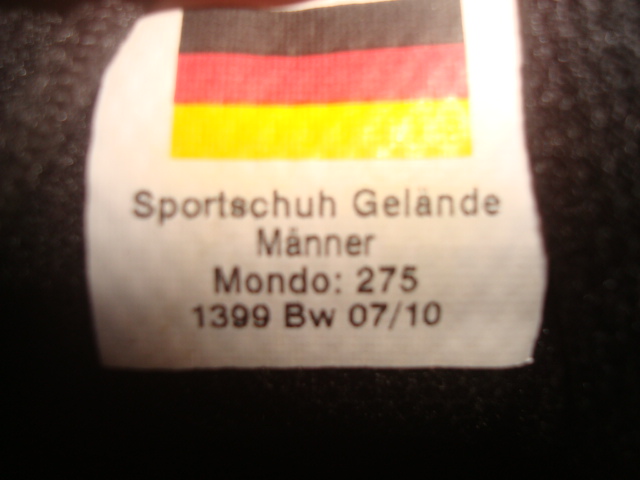 Sportschuh Gelände
Männer
Mondo: 275
1399 Bw 07/10